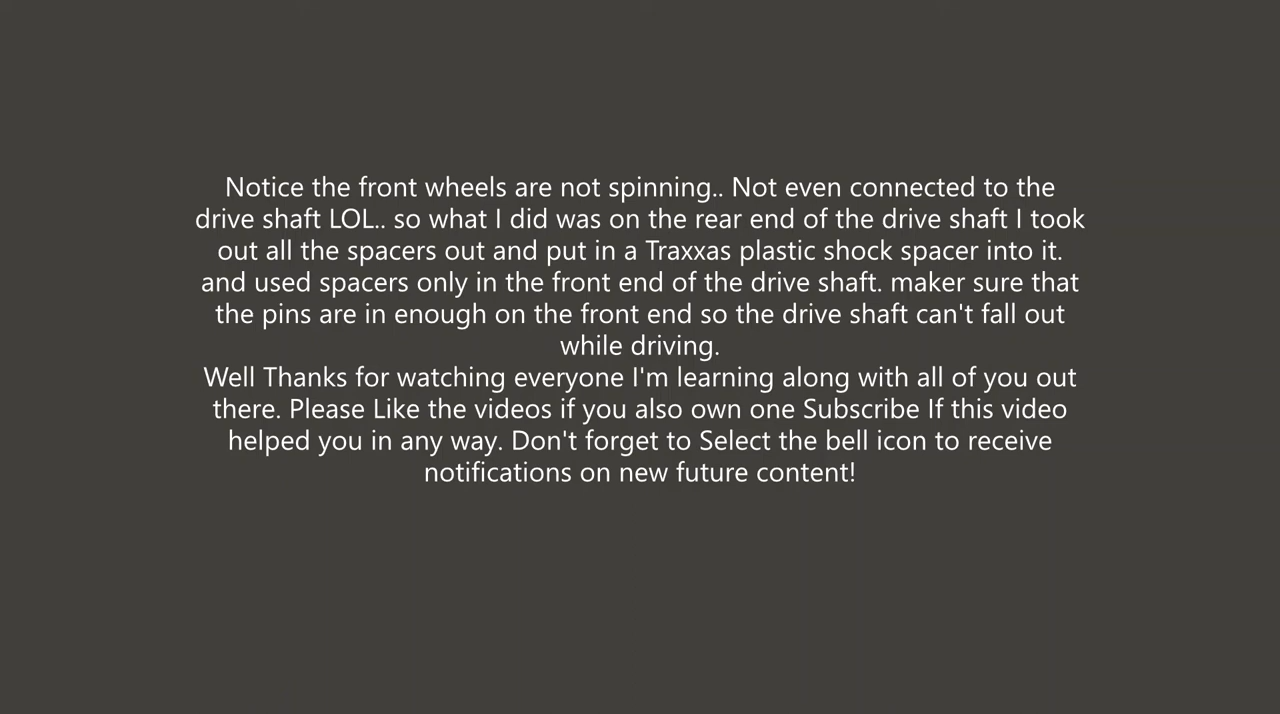 Notice the front wheels are not spinning.. Not even connected to the
drive shaft LOL.. so what I did was on the rear end of the drive shaft I took
out all the spacers out and put in a Traxxas plastic shock spacer into it.
and used spacers only in the front end of the drive shaft. maker sure that
the pins are in enough on the front end so the drive shaft can't fall out
while driving.
Well Thanks for watching everyone I'm learning along with all of you out
there. Please Like the videos if you also own one Subscribe If this video
helped you in any way. Don't forget to Select the bell icon to receive
notifications on new future content!